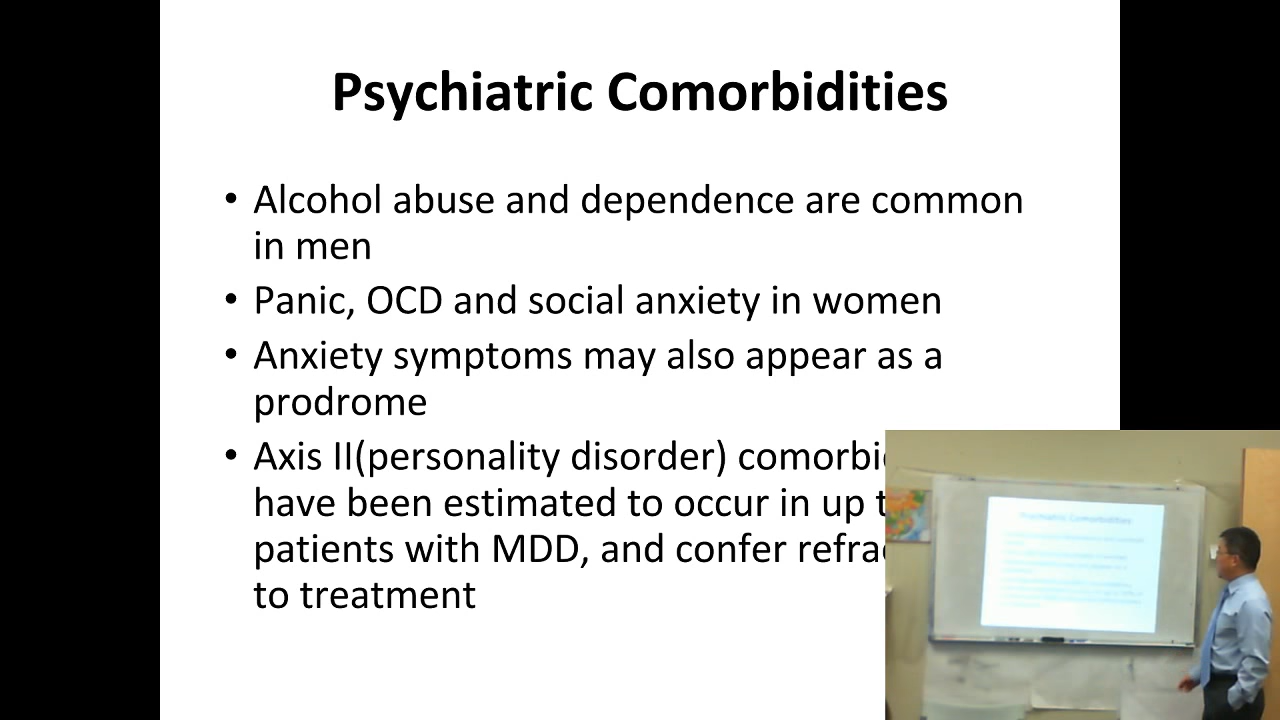 Psychiatric Comorbidities
• Alcohol abuse and dependence are common
in men
• Panic, OCD and social anxiety in women
• Anxiety symptoms may also appear as a
prodrome
• Axis II(personality disorder)
have been estimated to occur in up
patients with MDD, and confer
to treatment
Psychiatric Comorbidities